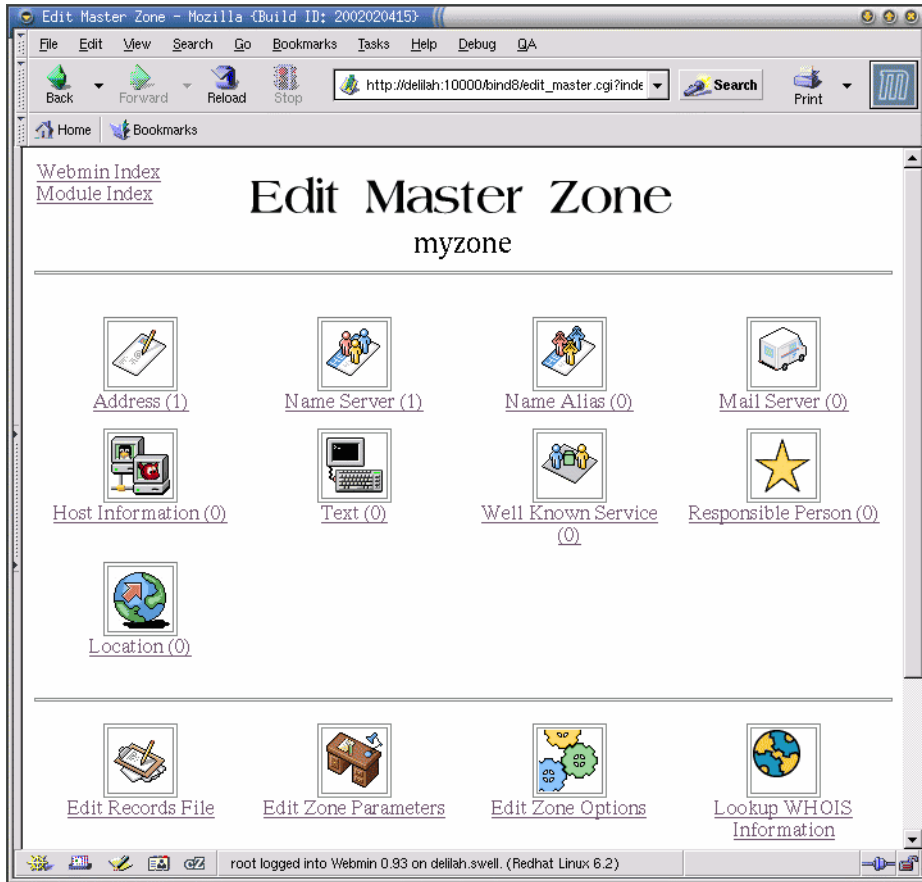 Edit Master Zone - Mozilla {Build ID: 2002020415}
File Edit View Search Go Bookmarks Tasks Help Debug QA
Back Forward Reload Stop http://delilah:10000/bind8/edit_master.cgi?inde Search Print
Home Bookmarks
Webmin Index
Module Index
Edit Master Zone
myzone
Address (1) Name Server (1) Name Alias (0) Mail Server (0)
Host Information (0) Text (0) Well Known Service (0) Responsible Person (0)
Location (0)
Edit Records File Edit Zone Parameters Edit Zone Options Lookup WHOIS Information
root logged into Webmin 0.93 on delilah.swell. (Redhat Linux 6.2)